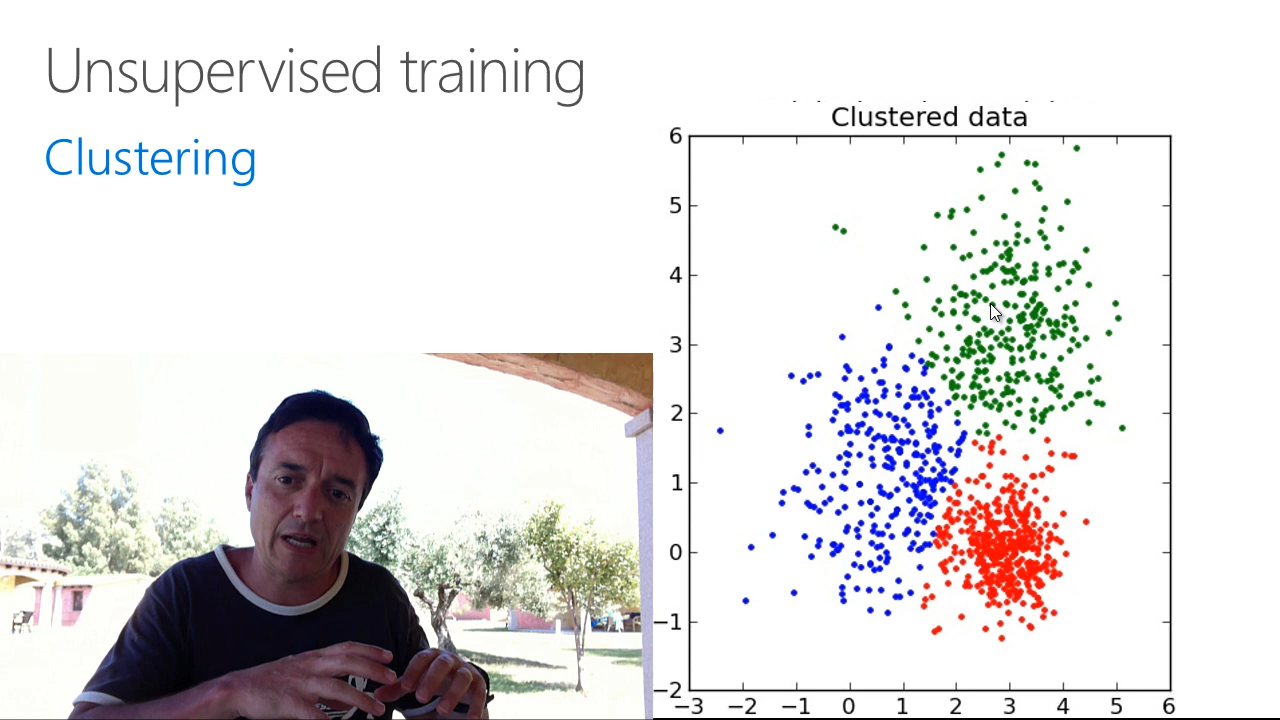 Unsupervised training
Clustering
Clustered data
6
5
4
3
2
1
0
−1
−2
−3 −2 −1 0 1 2 3 4 5 6